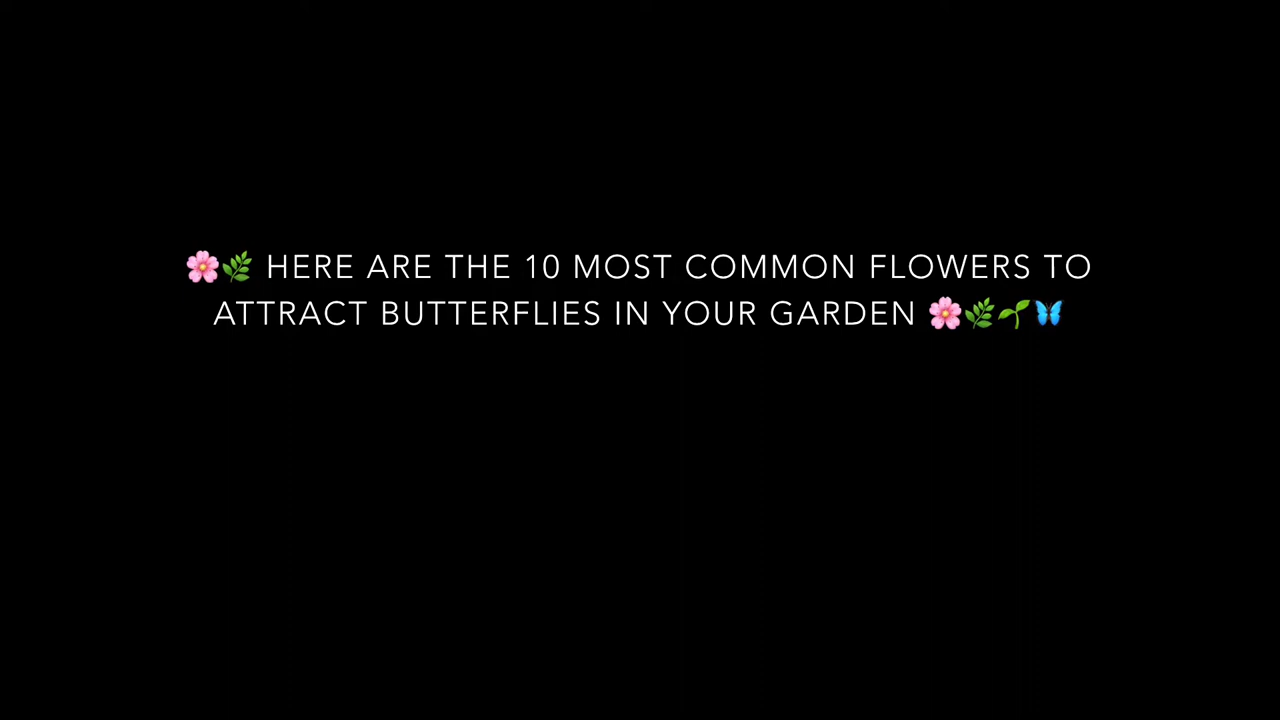 🌸🌿 HERE ARE THE 10 MOST COMMON FLOWERS TO
ATTRACT BUTTERFLIES IN YOUR GARDEN 🌸🌿🌱🦋